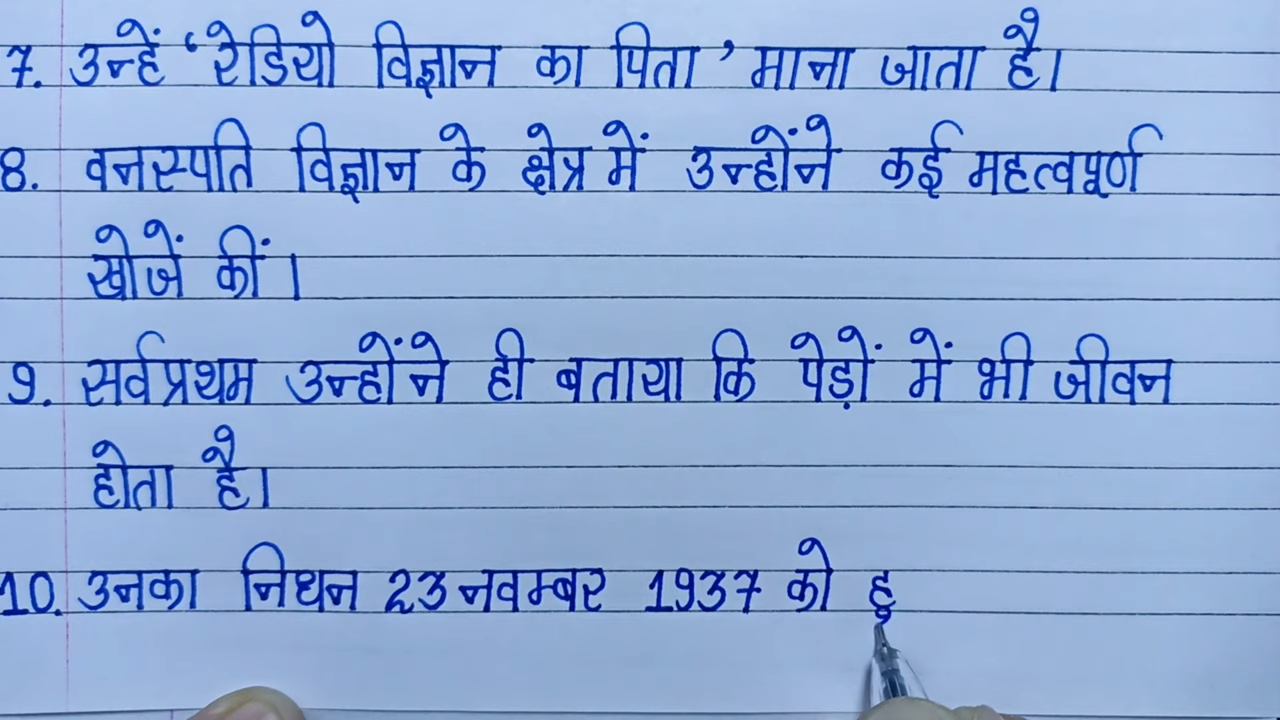 7. उन्हें ‘रेडियो विज्ञान का पिता’ माना जाता है।
8. वनस्पति विज्ञान के क्षेत्र में उन्होंने कई महत्वपूर्ण
खोजें कीं।
9. सर्वप्रथम उन्होंने ही बताया कि पेड़ों में भी जीवन
होता है।
10. उनका निधन 23 नवम्बर 1937 को हु